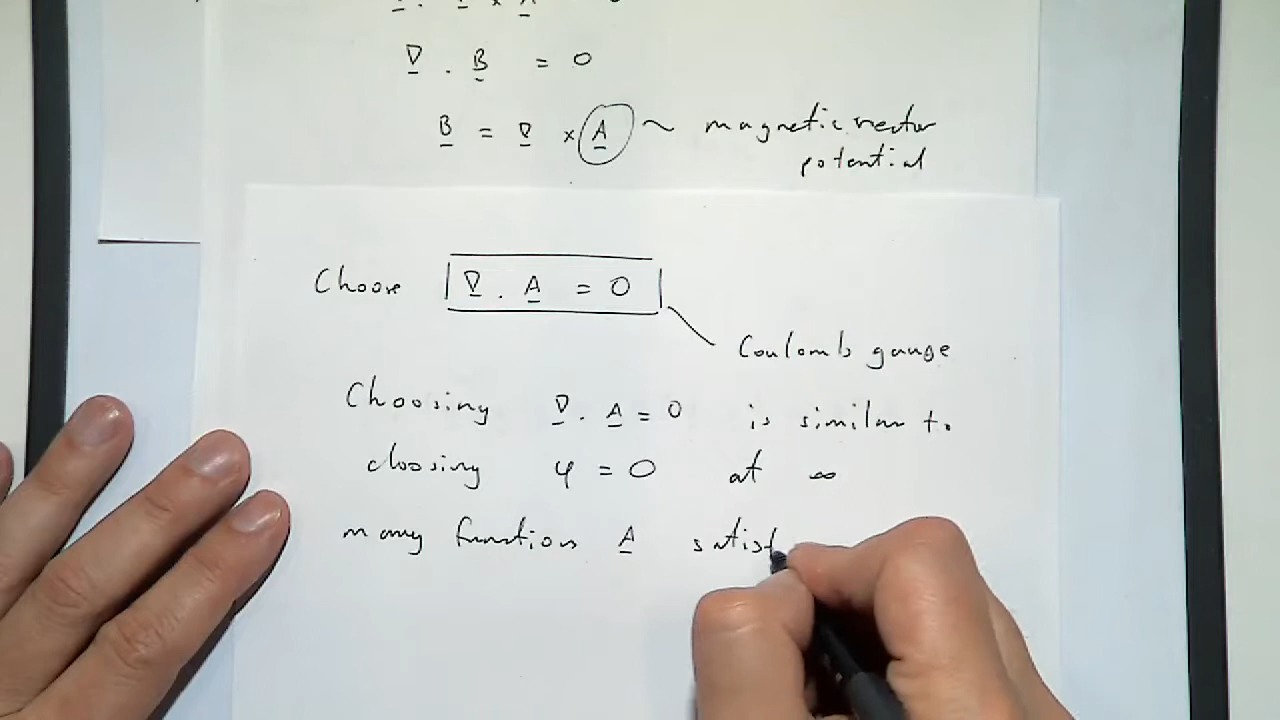 ∇ . ∇ × A = 0
∇ . B = 0
B = ∇ × A ~ magnetic vector
potential
Choose ∇ . A = 0
Coulomb gauge
Choosing ∇ . A = 0 is similar to
choosing φ = 0 at ∞
many function A satisf